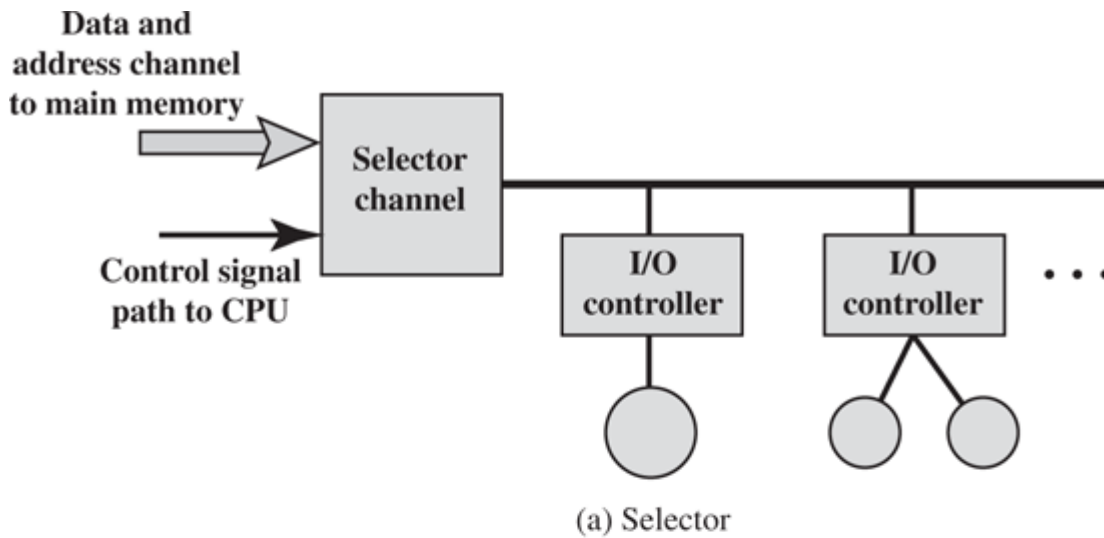 Data and
address channel
to main memory
Selector
channel
Control signal
path to CPU
I/O
controller
I/O
controller
• • •
(a) Selector